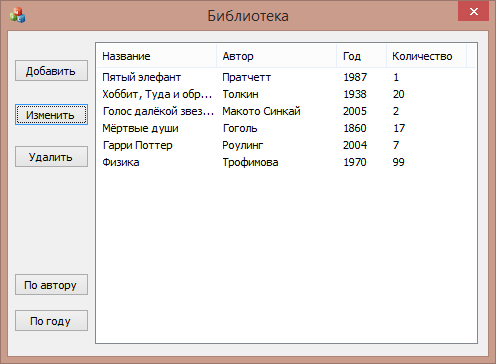 Библиотека
Добавить
Изменить
Удалить
По автору
По году
Название Автор Год Количество
Пятый элефант Пратчетт 1987 1
Хоббит, Туда и обр... Толкин 1938 20
Голос далёкой звез... Макото Синкай 2005 2
Мёртвые души Гоголь 1860 17
Гарри Поттер Роулинг 2004 7
Физика Трофимова 1970 99